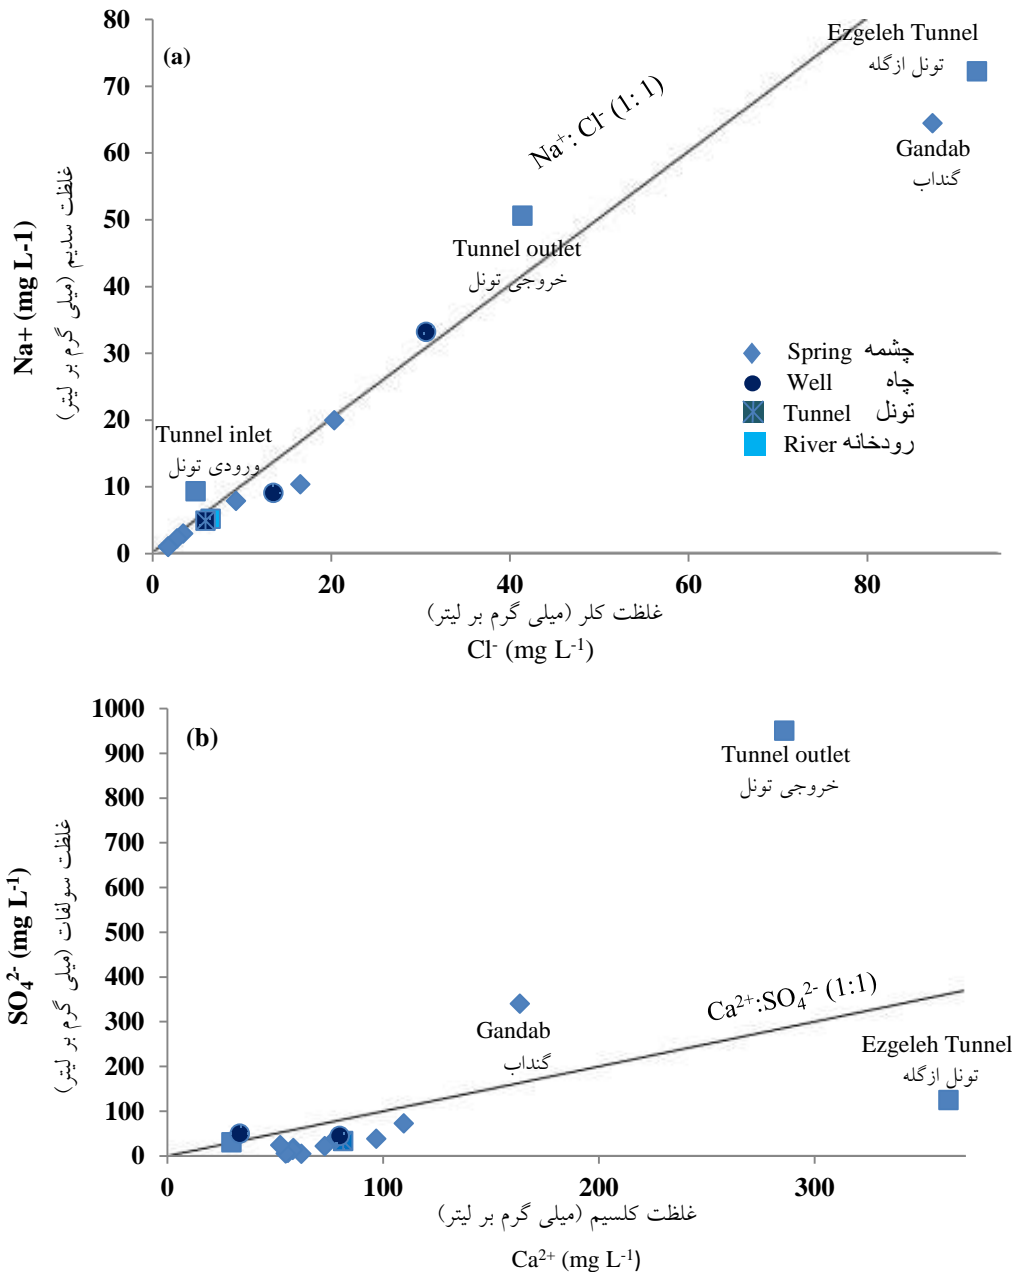 (a)
80
70
60
50
40
30
20
10
0
Na+ (mg L-1)
غلظت سدیم (میلی گرم بر لیتر)
Ezgeleh Tunnel
تونل ازگله
Na+: Cl- (1: 1)
Gandab
گنداب
Tunnel outlet
خروجی تونل
Spring چشمه
Well چاه
Tunnel تونل
River رودخانه
Tunnel inlet
ورودی تونل
0 20 40 60 80
غلظت کلر (میلی گرم بر لیتر)
Cl- (mg L-1)
(b)
1000
900
800
700
600
500
400
300
200
100
0
SO42- (mg L-1)
غلظت سولفات (میلی گرم بر لیتر)
Tunnel outlet
خروجی تونل
Ca2+:SO42- (1:1)
Gandab
گنداب
Ezgeleh Tunnel
تونل ازگله
0 100 200 300
غلظت کلسیم (میلی گرم بر لیتر)
Ca2+ (mg L-1)